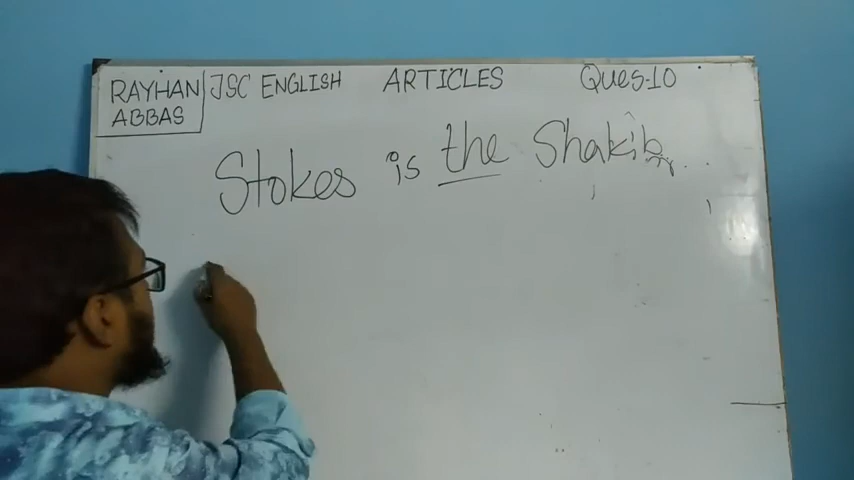 RAYHAN ABBAS
JSC ENGLISH ARTICLES Ques-10
Stokes is the Shakib